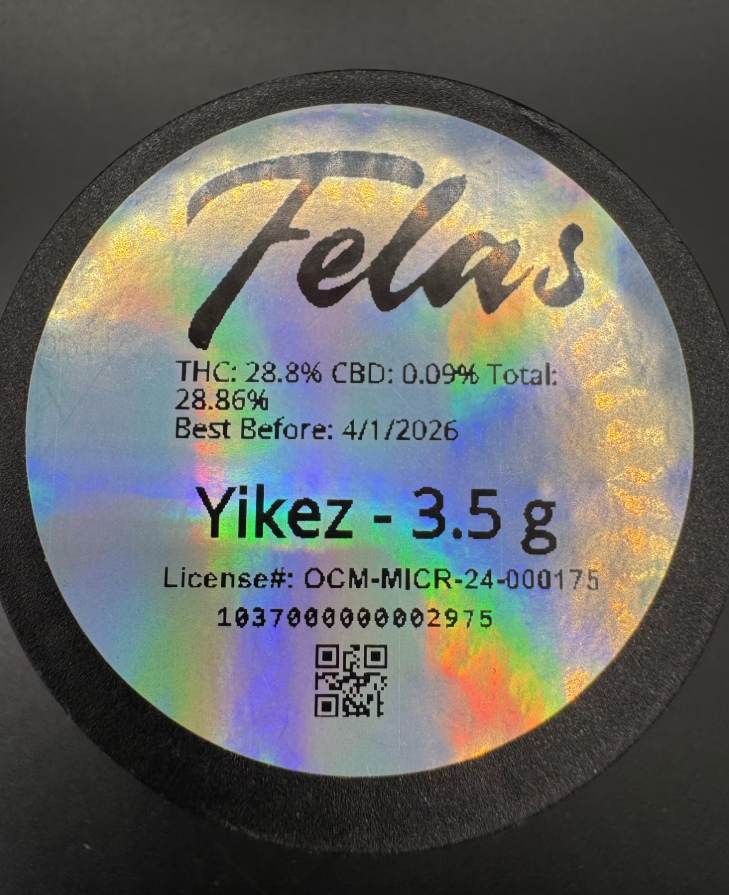 Felas
THC: 28.8% CBD: 0.09% Total:
28.86%
Best Before: 4/1/2026
Yikez - 3.5 g
License#: OCM-MICR-24-000175
1037000000002975